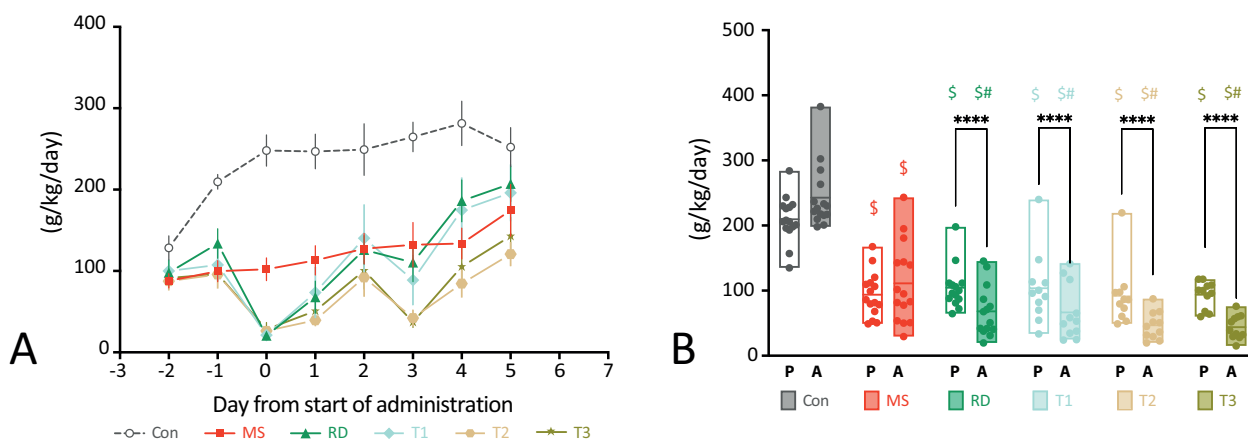 400
300
200
100
0
(g/kg/day)
-3 -2 -1 0 1 2 3 4 5 6 7
Day from start of administration
Con MS RD T1 T2 T3
A
500
400
300
200
100
0
(g/kg/day)
$ $# $ $# $ $# $ $#
**** **** **** ****
$ $
P A P A P A P A P A P A
Con MS RD T1 T2 T3
B